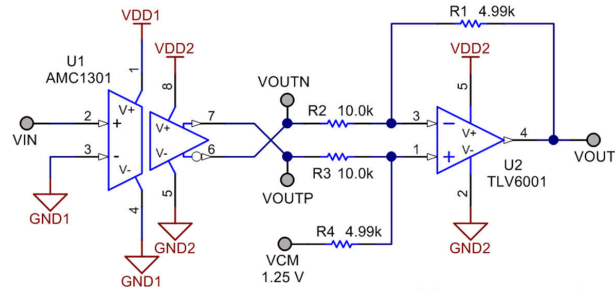 R1 4.99k
VDD1
U1
AMC1301
VDD2
VDD2
1
8
VOUTN
5
V+
V+
7
R2 10.0k
3
V+
VIN
2
+
−
4
3
-
V-
V-
6
R3 10.0k
1
+
V-
VOUT
U2
TLV6001
GND1
4
5
VOUTP
2
R4 4.99k
GND2
GND2
GND1
VCM
1.25 V